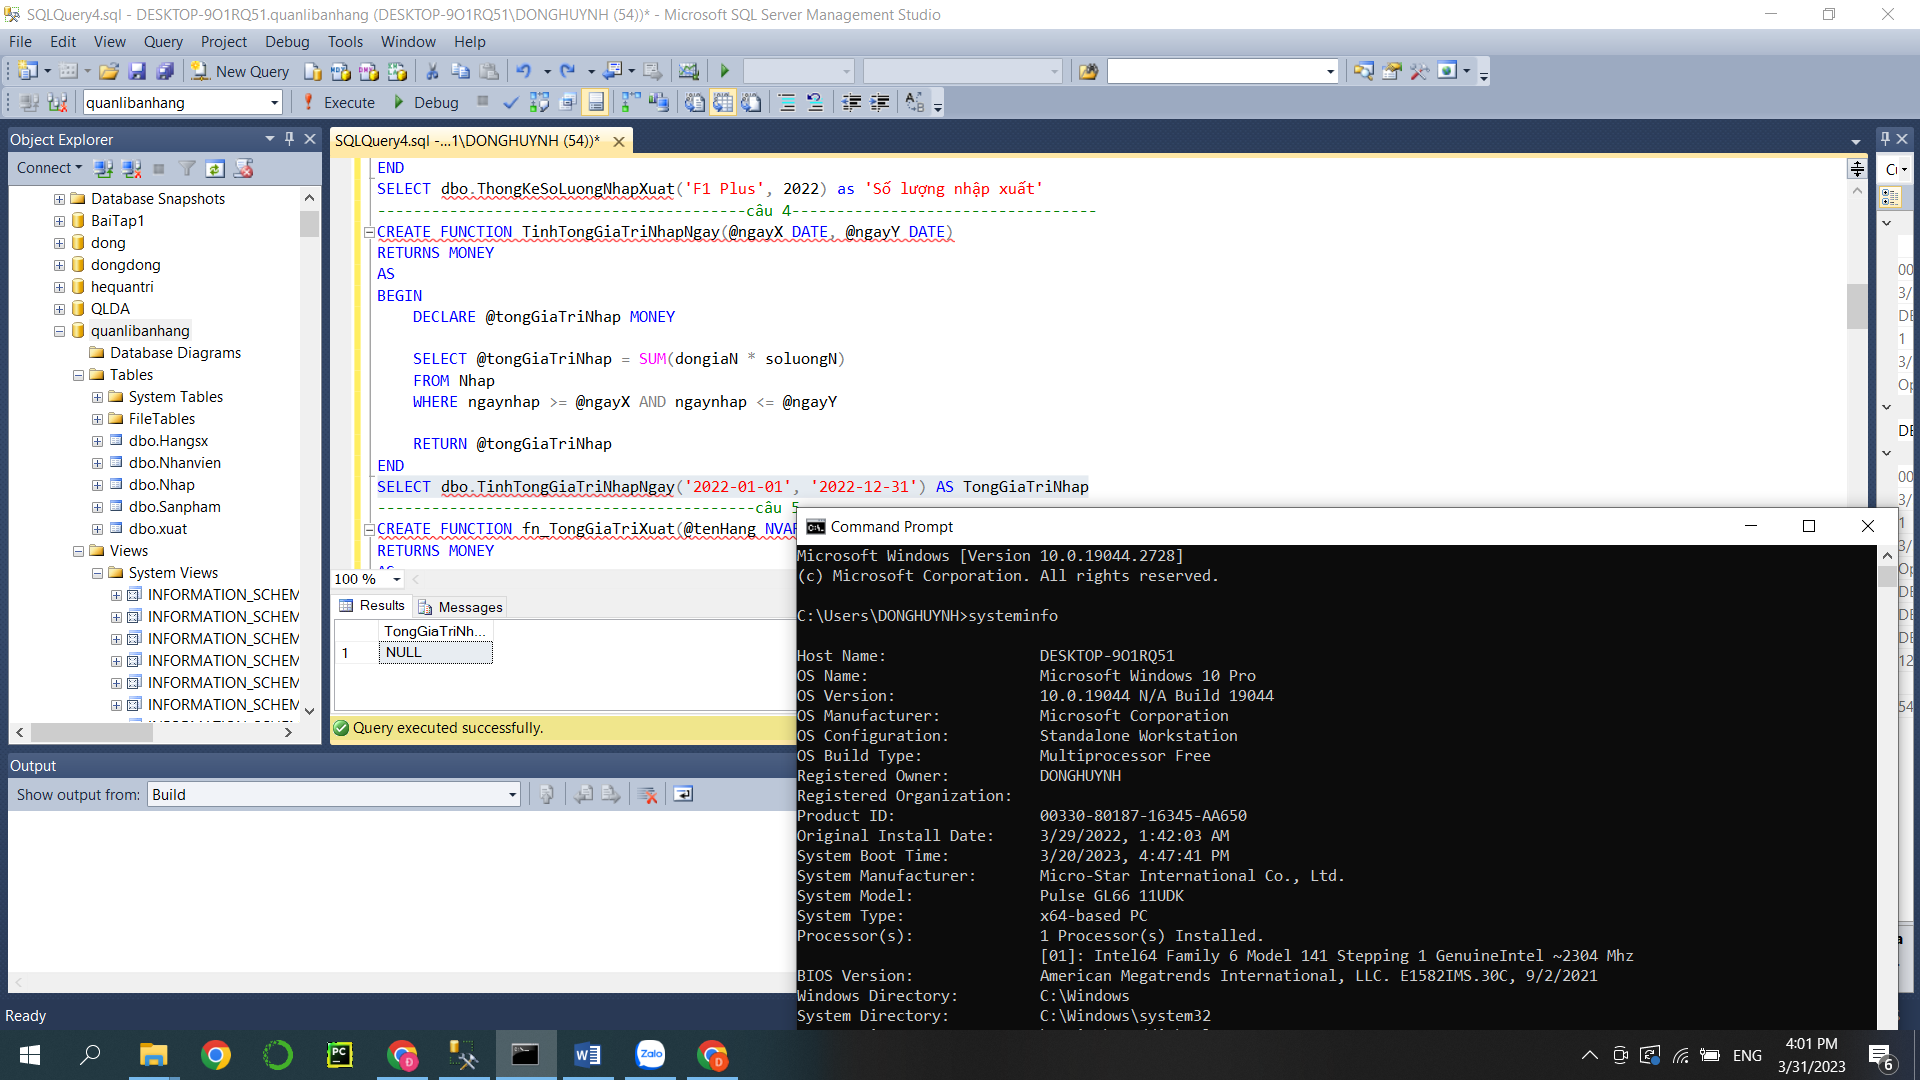 SQLQuery4.sql - DESKTOP-9O1RQ51.quanlibanhang (DESKTOP-9O1RQ51\DONGHUYNH (54))* - Microsoft SQL Server Management Studio
File Edit View Query Project Debug Tools Window Help
New Query
quanlibanhang Execute Debug
Object Explorer
Connect
Database Snapshots
BaiTap1
dong
dongdong
hequantri
QLDA
quanlibanhang
Database Diagrams
Tables
System Tables
FileTables
dbo.Hangsx
dbo.Nhanvien
dbo.Nhap
dbo.Sanpham
dbo.xuat
Views
System Views
INFORMATION_SCHEM
INFORMATION_SCHEM
INFORMATION_SCHEM
INFORMATION_SCHEM
INFORMATION_SCHEM
INFORMATION_SCHEM
SQLQuery4.sql -...1\DONGHUYNH (54))*
END
SELECT dbo.ThongKeSoLuongNhapXuat('F1 Plus', 2022) as 'Số lượng nhập xuất'
-----------------------------------------câu 4----------------------------------
CREATE FUNCTION TinhTongGiaTriNhapNgay(@ngayX DATE, @ngayY DATE)
RETURNS MONEY
AS
BEGIN
DECLARE @tongGiaTriNhap MONEY
SELECT @tongGiaTriNhap = SUM(dongiaN * soluongN)
FROM Nhap
WHERE ngaynhap >= @ngayX AND ngaynhap <= @ngayY
RETURN @tongGiaTriNhap
END
SELECT dbo.TinhTongGiaTriNhapNgay('2022-01-01', '2022-12-31') AS TongGiaTriNhap
------------------------------------------câu 5
CREATE FUNCTION fn_TongGiaTriXuat(@tenHang NVAR
RETURNS MONEY
100 %
Results Messages
TongGiaTriNh...
1 NULL
Query executed successfully.
Output
Show output from: Build
Ready
Command Prompt
Microsoft Windows [Version 10.0.19044.2728]
(c) Microsoft Corporation. All rights reserved.
C:\Users\DONGHUYNH>systeminfo
Host Name: DESKTOP-9O1RQ51
OS Name: Microsoft Windows 10 Pro
OS Version: 10.0.19044 N/A Build 19044
OS Manufacturer: Microsoft Corporation
OS Configuration: Standalone Workstation
OS Build Type: Multiprocessor Free
Registered Owner: DONGHUYNH
Registered Organization:
Product ID: 00330-80187-16345-AA650
Original Install Date: 3/29/2022, 1:42:03 AM
System Boot Time: 3/20/2023, 4:47:41 PM
System Manufacturer: Micro-Star International Co., Ltd.
System Model: Pulse GL66 11UDK
System Type: x64-based PC
Processor(s): 1 Processor(s) Installed.
[01]: Intel64 Family 6 Model 141 Stepping 1 GenuineIntel ~2304 Mhz
BIOS Version: American Megatrends International, LLC. E1582IMS.30C, 9/2/2021
Windows Directory: C:\Windows
System Directory: C:\Windows\system32
PC
Zalo
ENG
4:01 PM
3/31/2023
6